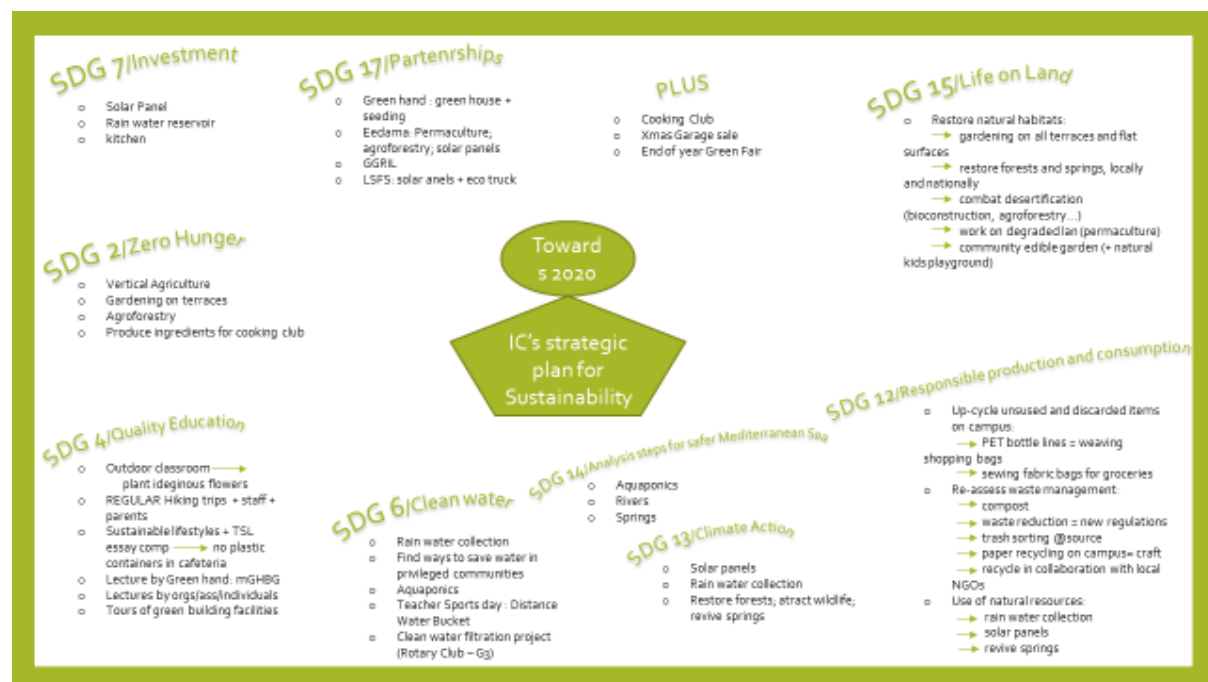 SDG 7/Investment
o Solar Panel
o Rain water reservoir
o kitchen
SDG 17/Partenrships
o Green hand : green house +
seeding
o Eedama: Permaculture;
agroforestry; solar panels
o GGRIL
o LSFS: solar anels + eco truck
PLUS
o Cooking Club
o Xmas Garage sale
o End of year Green Fair
SDG 15/Life on Land
o Restore natural habitats:
→ gardening on all terraces and flat
surfaces
→ restore forests and springs, locally
and nationally
→ combat desertification
(bioconstruction, agroforestry...)
→ work on degraded lan (permaculture)
→ community edible garden (+ natural
kids playground)
SDG 2/Zero Hunger
o Vertical Agriculture
o Gardening on terraces
o Agroforestry
o Produce ingredients for cooking club
Toward
s 2020
IC's strategic
plan for
Sustainability
SDG 4/Quality Education
o Outdoor classroom →
plant ideginous flowers
o REGULAR Hiking trips + staff +
parents
o Sustainable lifestyles + TSL
essay comp → no plastic
containers in cafeteria
o Lecture by Green hand: mGHBG
o Lectures by orgs/ass/individuals
o Tours of green building facilities
SDG 6/Clean water
o Rain water collection
o Find ways to save water in
privileged communities
o Aquaponics
o Teacher Sports day : Distance
Water Bucket
o Clean water filtration project
(Rotary Club – G3)
SDG 14/Analysis steps for safer Mediterranean Sea
o Aquaponics
o Rivers
o Springs
SDG 13/Climate Action
o Solar panels
o Rain water collection
o Restore forests; atract wildlife;
revive springs
SDG 12/Responsible production and consumption
o Up-cycle unsused and discarded items
on campus:
→ PET bottle lines = weaving
shopping bags
→ sewing fabric bags for groceries
o Re-assess waste management:
→ compost
→ waste reduction = new regulations
→ trash sorting @source
→ paper recycling on campus= craft
→ recycle in collaboration with local
NGOs
o Use of natural resources:
→ rain water collection
→ solar panels
→ revive springs